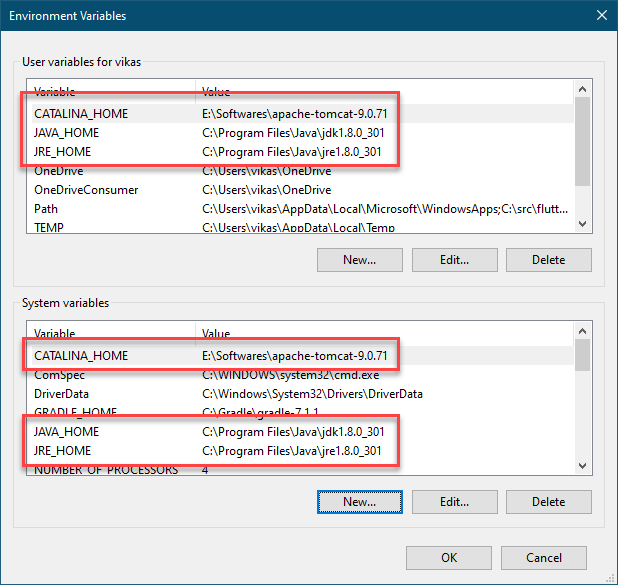 Environment Variables
User variables for vikas
Variable Value
CATALINA_HOME E:\Softwares\apache-tomcat-9.0.71
JAVA_HOME C:\Program Files\Java\jdk1.8.0_301
JRE_HOME C:\Program Files\Java\jre1.8.0_301
OneDrive C:\Users\vikas\OneDrive
OneDriveConsumer C:\Users\vikas\OneDrive
Path C:\Users\vikas\AppData\Local\Microsoft\WindowsApps;C:\src\flutt...
TEMP C:\Users\vikas\AppData\Local\Temp
New... Edit... Delete
System variables
Variable Value
CATALINA_HOME E:\Softwares\apache-tomcat-9.0.71
ComSpec C:\WINDOWS\system32\cmd.exe
DriverData C:\Windows\System32\Drivers\DriverData
GRADLE_HOME C:\Gradle\gradle-7.1.1
JAVA_HOME C:\Program Files\Java\jdk1.8.0_301
JRE_HOME C:\Program Files\Java\jre1.8.0_301
NUMBER_OF_PROCESSORS 4
New... Edit... Delete
OK Cancel